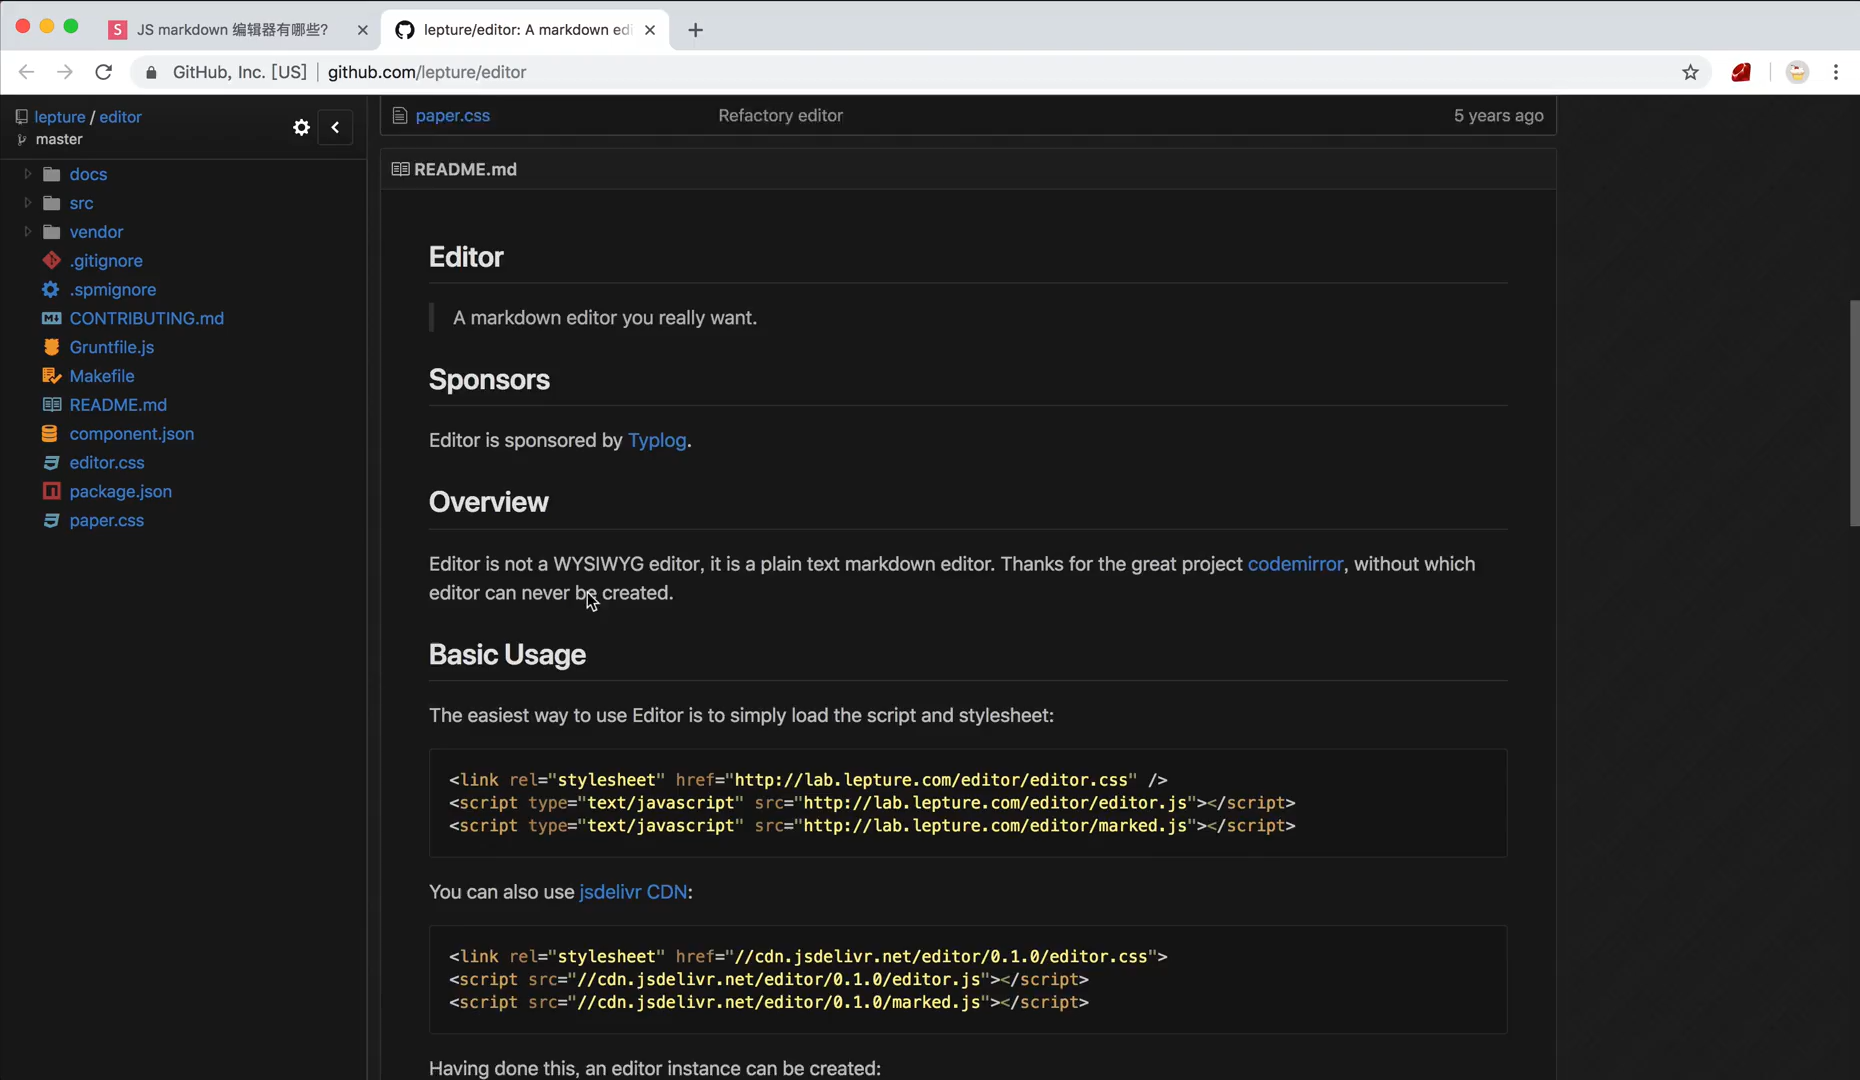 JS markdown 编辑器有哪些?
lepture/editor: A markdown edi
GitHub, Inc. [US]
github.com/lepture/editor
lepture / editor
master
docs
src
vendor
.gitignore
.spmignore
CONTRIBUTING.md
Gruntfile.js
Makefile
README.md
component.json
editor.css
package.json
paper.css
paper.css Refactory editor 5 years ago
README.md
Editor
A markdown editor you really want.
Sponsors
Editor is sponsored by Typlog.
Overview
Editor is not a WYSIWYG editor, it is a plain text markdown editor. Thanks for the great project codemirror, without which
editor can never be created.
Basic Usage
The easiest way to use Editor is to simply load the script and stylesheet:
<link rel="stylesheet" href="http://lab.lepture.com/editor/editor.css" />
<script type="text/javascript" src="http://lab.lepture.com/editor/editor.js"></script>
<script type="text/javascript" src="http://lab.lepture.com/editor/marked.js"></script>
You can also use jsdelivr CDN:
<link rel="stylesheet" href="//cdn.jsdelivr.net/editor/0.1.0/editor.css">
<script src="//cdn.jsdelivr.net/editor/0.1.0/editor.js"></script>
<script src="//cdn.jsdelivr.net/editor/0.1.0/marked.js"></script>
Having done this, an editor instance can be created: